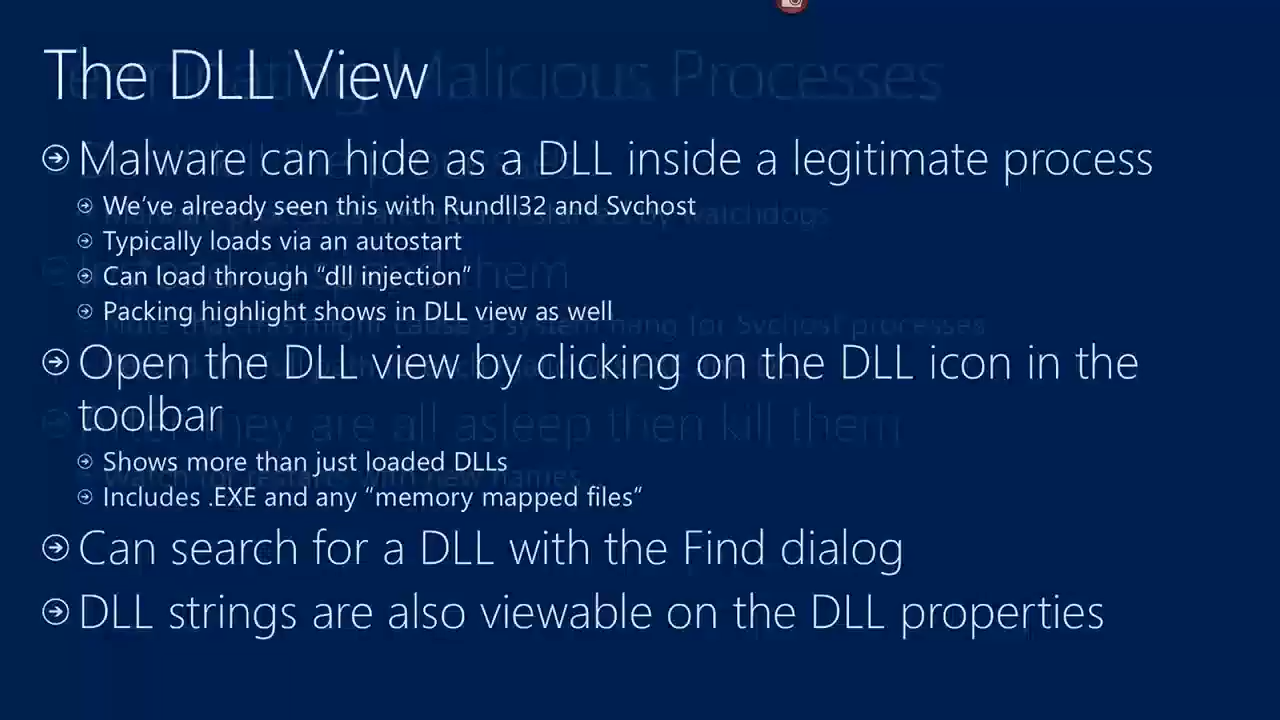 The DLL View
Malware can hide as a DLL inside a legitimate process
We've already seen this with Rundll32 and Svchost
Typically loads via an autostart
Can load through “dll injection”
Packing highlight shows in DLL view as well
Open the DLL view by clicking on the DLL icon in the
toolbar
Shows more than just loaded DLLs
Includes .EXE and any “memory mapped files”
Can search for a DLL with the Find dialog
DLL strings are also viewable on the DLL properties